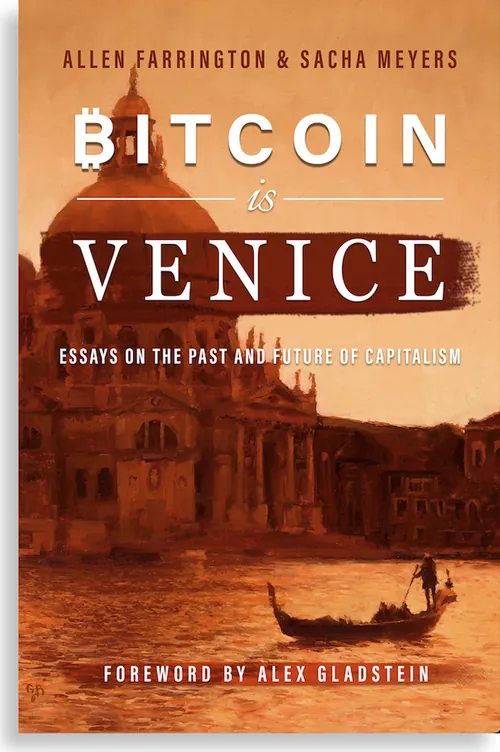 ALLEN FARRINGTON & SACHA MEYERS
₿ITCOIN
is
VENICE
ESSAYS ON THE PAST AND FUTURE OF CAPITALISM
FOREWORD BY ALEX GLADSTEIN